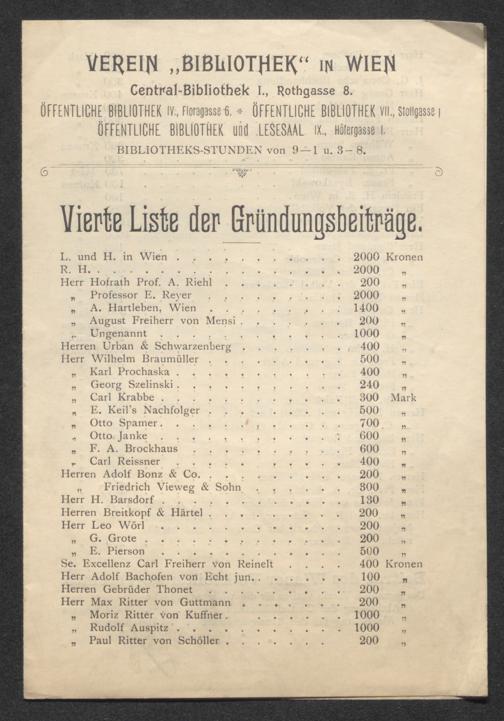 VEREIN „BIBLIOTHEK“ IN WIEN
Central-Bibliothek I., Rothgasse 8.
ÖFFENTLICHE BIBLIOTHEK IV., Floragasse 6. * ÖFFENTLICHE BIBLIOTHEK VII., Stollgasse
ÖFFENTLICHE BIBLIOTHEK und LESESAAL IX., Höfergasse 1.
BIBLIOTHEKS-STUNDEN von 9—1 u. 3—8.
Vierte Liste der Gründungsbeiträge.
L. und H. in Wien . . . . . . . . . . 2000 Kronen
R. H. . . . . . . . . . . . . . . 2000 „
Herr Hofrath Prof. A. Riehl . . . . . . . . 200 „
„ Professor E. Reyer . . . . . . . . . 2000 „
„ A. Hartleben, Wien . . . . . . . . . 1400 „
„ August Freiherr von Mensi . . . . . . . 200 „
„ Ungenannt . . . . . . . . . . . 1000 „
Herren Urban & Schwarzenberg . . . . . . . 400 „
Herr Wilhelm Braumüller . . . . . . . . . 500 „
„ Karl Prochaska . . . . . . . . . . 400 „
„ Georg Szelinski . . . . . . . . . . 240 „
„ Carl Krabbe . . . . . . . . . . . 300 Mark
„ E. Keil's Nachfolger . . . . . . . . . 500 „
„ Otto Spamer . . . . . . . . . . . 700 „
„ Otto Janke . . . . . . . . . . . 600 „
„ F. A. Brockhaus . . . . . . . . . . 600 „
„ Carl Reissner . . . . . . . . . . 400 „
Herren Adolf Bonz & Co. . . . . . . . . . 200 „
„ Friedrich Vieweg & Sohn . . . . . . . 300 „
Herr H. Barsdorf . . . . . . . . . . . 130 „
Herren Breitkopf & Härtel . . . . . . . . . 200 „
Herr Leo Wörl . . . . . . . . . . . . 200 „
„ G. Grote . . . . . . . . . . . . 200 „
„ E. Pierson . . . . . . . . . . . 500 „
Se. Excellenz Carl Freiherr von Reinelt . . . . . 400 Kronen
Herr Adolf Bachofen von Echt jun. . . . . . . 100 „
Herren Gebrüder Thonet . . . . . . . . . 200 „
Herr Max Ritter von Guttmann . . . . . . . 200 „
„ Moriz Ritter von Kuffner . . . . . . . . 1000 „
„ Rudolf Auspitz . . . . . . . . . . 1000 „
„ Paul Ritter von Schöller . . . . . . . . 200 „